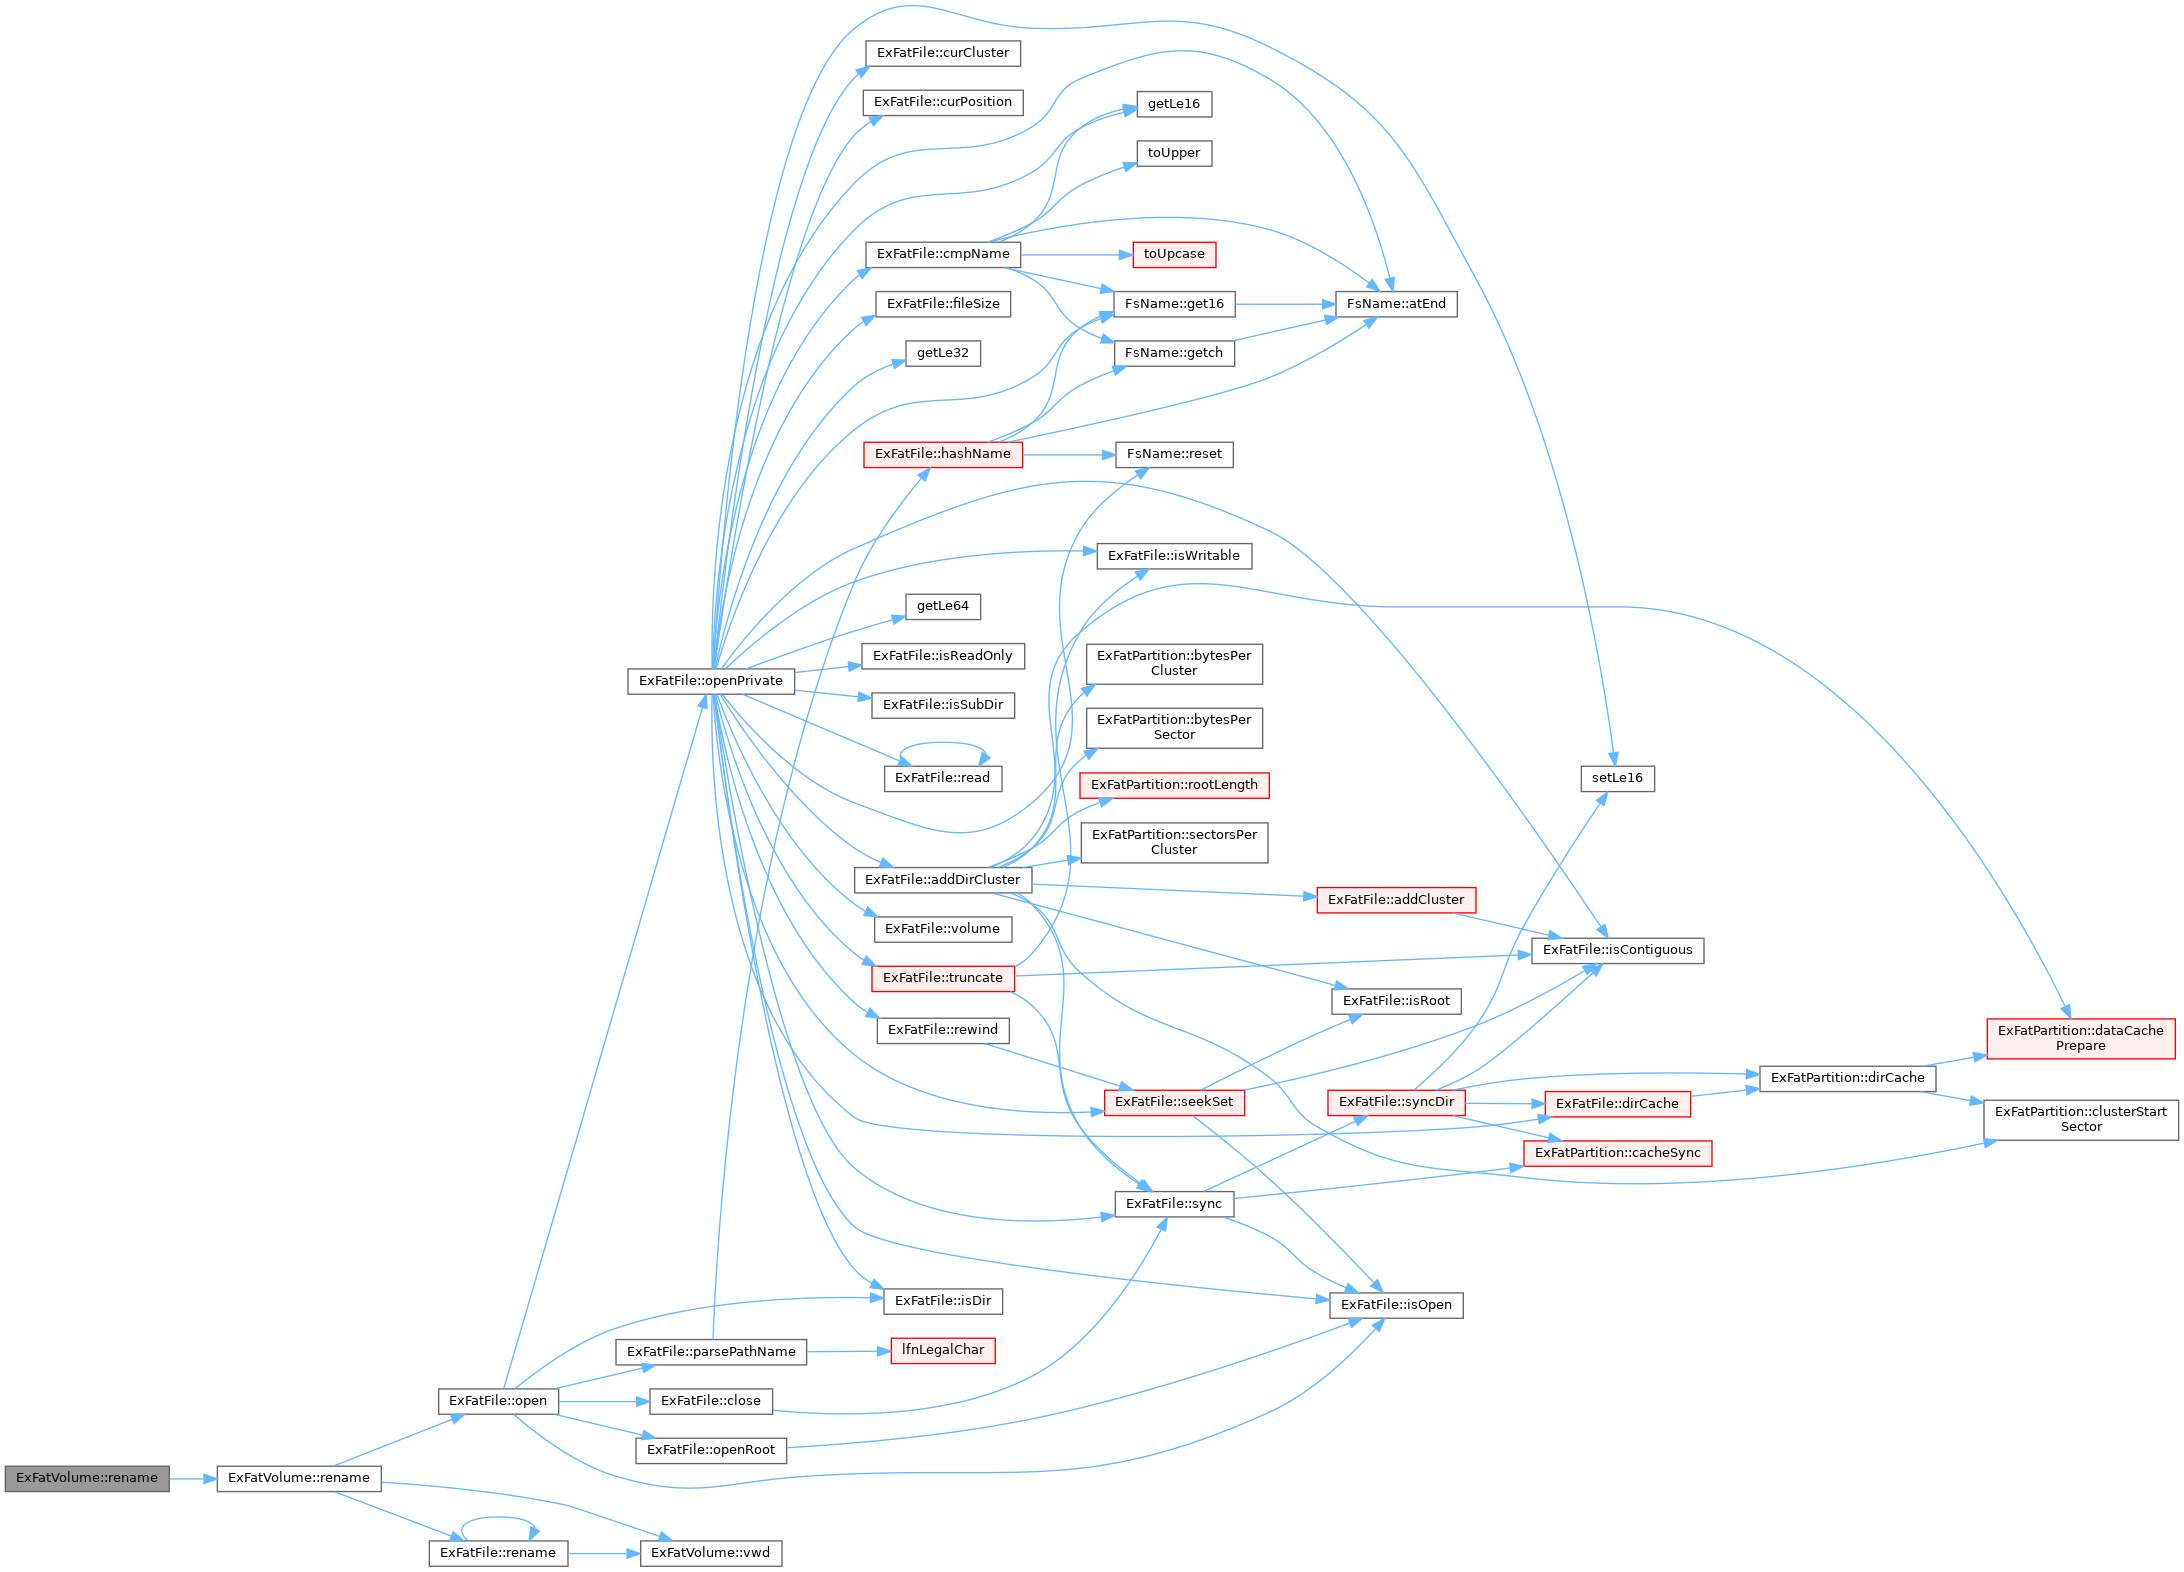 ExFatFile::curCluster
ExFatFile::curPosition
getLe16
toUpper
ExFatFile::cmpName
toUpcase
ExFatFile::fileSize
FsName::get16
FsName::atEnd
getLe32
FsName::getch
ExFatFile::hashName
FsName::reset
ExFatFile::isWritable
getLe64
ExFatFile::isReadOnly
ExFatPartition::bytesPer
Cluster
ExFatFile::openPrivate
ExFatFile::isSubDir
ExFatPartition::bytesPer
Sector
ExFatFile::read
ExFatPartition::rootLength
setLe16
ExFatPartition::sectorsPer
Cluster
ExFatFile::addDirCluster
ExFatFile::addCluster
ExFatFile::volume
ExFatFile::isContiguous
ExFatFile::truncate
ExFatFile::isRoot
ExFatFile::rewind
ExFatPartition::dataCache
Prepare
ExFatPartition::dirCache
ExFatFile::seekSet
ExFatFile::syncDir
ExFatFile::dirCache
ExFatPartition::clusterStart
Sector
ExFatPartition::cacheSync
ExFatFile::sync
ExFatFile::isDir
ExFatFile::isOpen
ExFatFile::parsePathName
lfnLegalChar
ExFatFile::open
ExFatFile::close
ExFatFile::openRoot
ExFatVolume::rename
ExFatVolume::rename
ExFatFile::rename
ExFatVolume::vwd